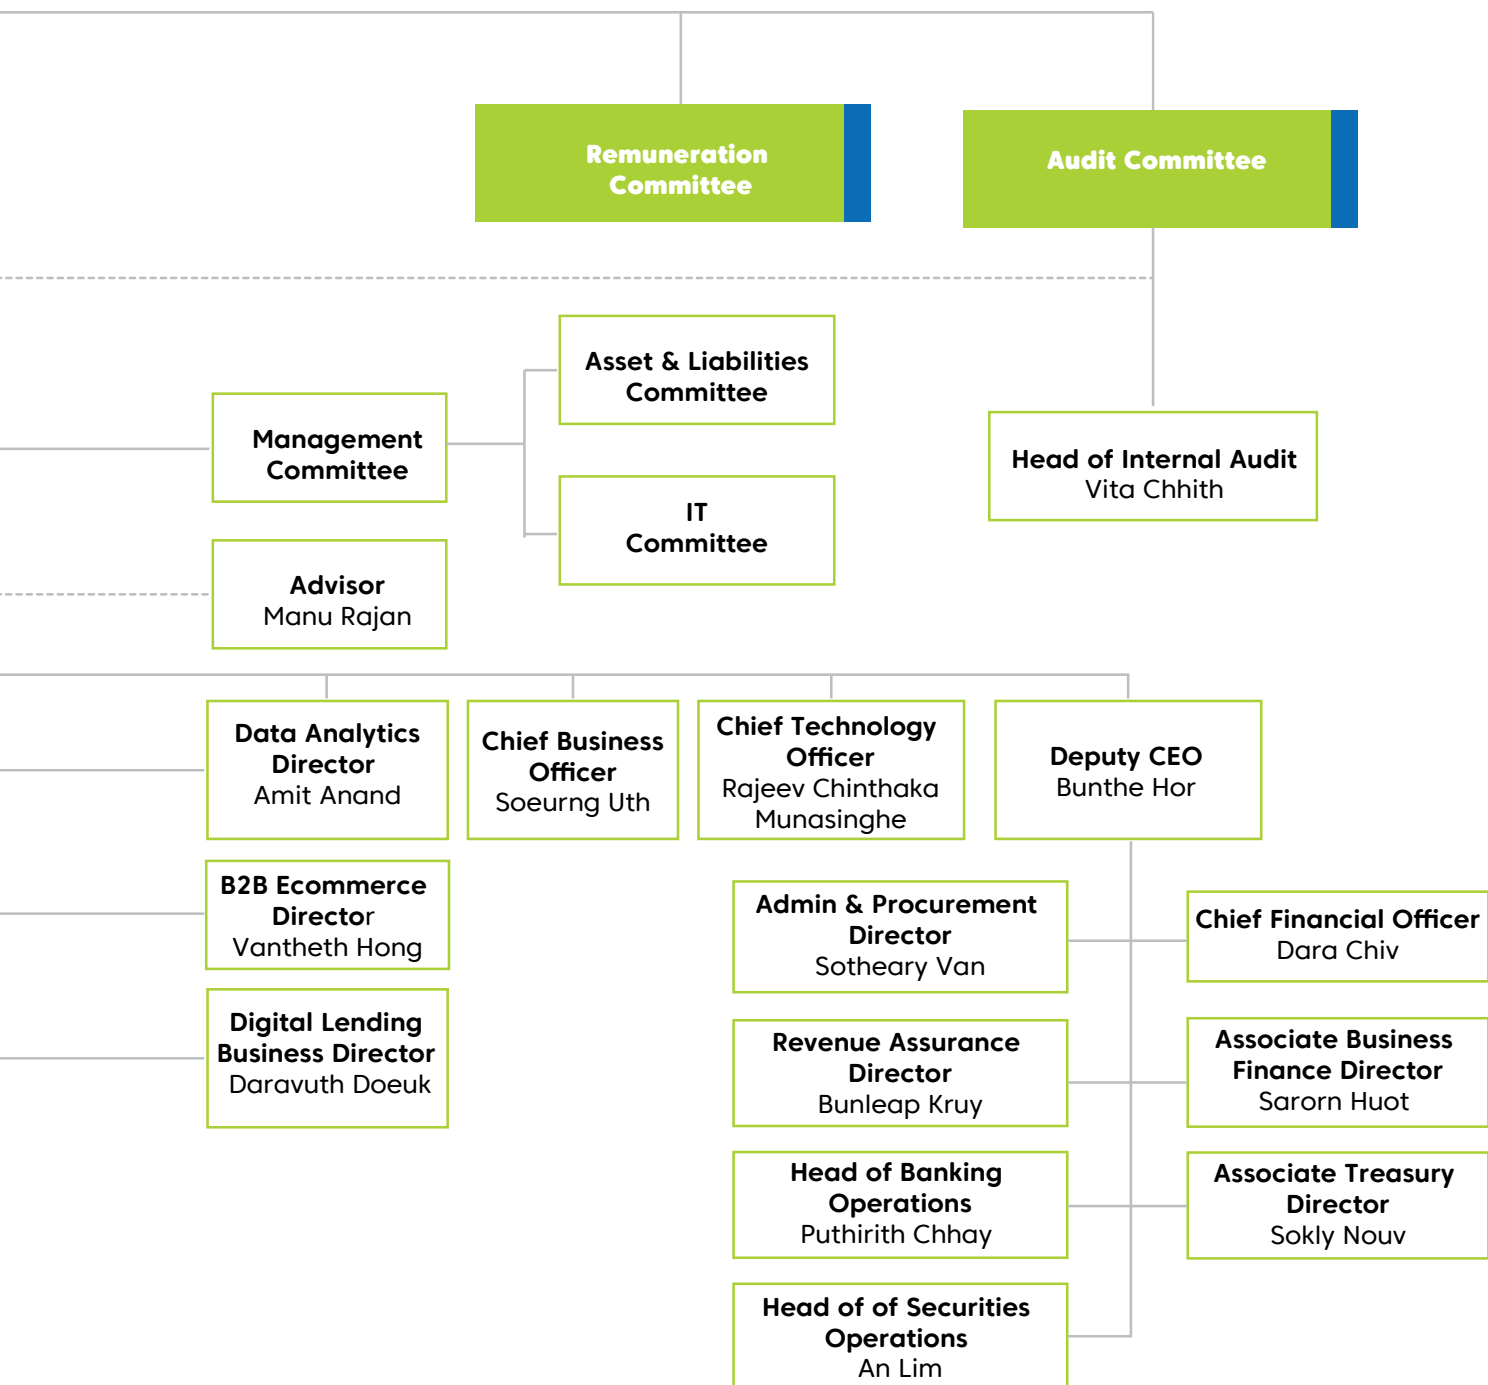 Remuneration
Committee
Audit Committee
Asset & Liabilities
Committee
Management
Committee
Head of Internal Audit
Vita Chhith
IT
Committee
Advisor
Manu Rajan
Data Analytics
Director
Amit Anand
Chief Business
Officer
Soeurng Uth
Chief Technology
Officer
Rajeev Chinthaka
Munasinghe
Deputy CEO
Bunthe Hor
B2B Ecommerce
Director
Vantheth Hong
Admin & Procurement
Director
Sotheary Van
Chief Financial Officer
Dara Chiv
Digital Lending
Business Director
Daravuth Doeuk
Revenue Assurance
Director
Bunleap Kruy
Associate Business
Finance Director
Sarorn Huot
Head of Banking
Operations
Puthirith Chhay
Associate Treasury
Director
Sokly Nouv
Head of of Securities
Operations
An Lim